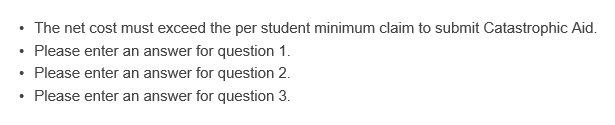 • The net cost must exceed the per student minimum claim to submit Catastrophic Aid.
• Please enter an answer for question 1.
• Please enter an answer for question 2.
• Please enter an answer for question 3.